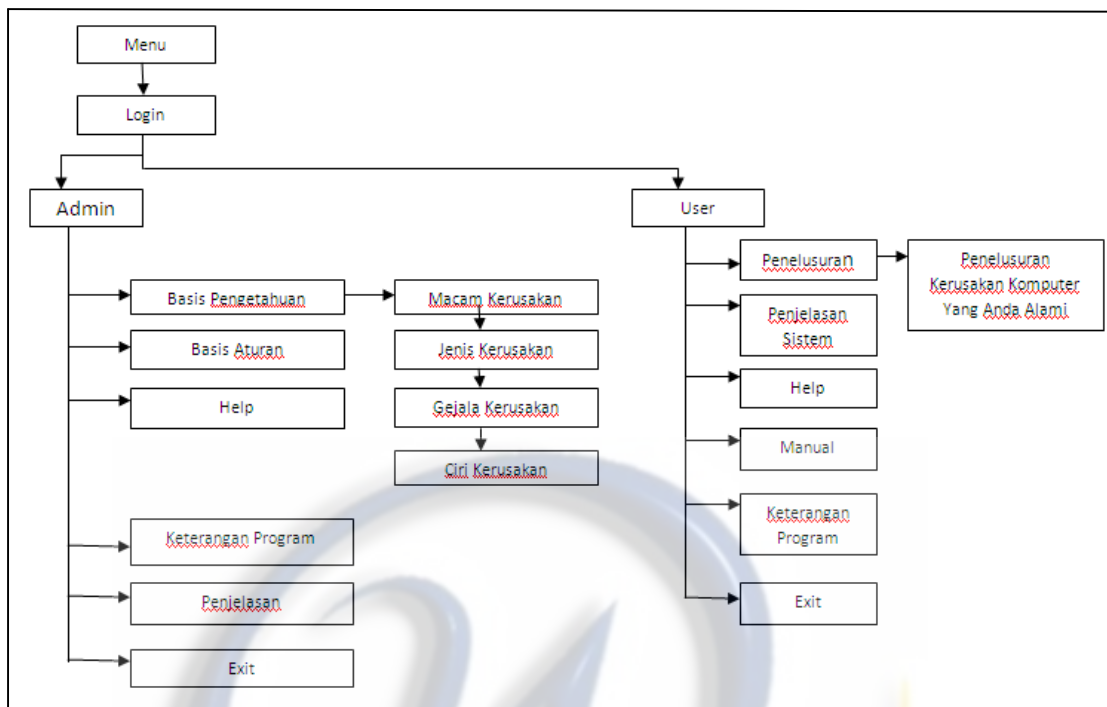 Menu
Login
Admin
User
Basis Pengetahuan
Basis Aturan
Help
Keterangan Program
Penjelasan
Exit
Macam Kerusakan
Jenis Kerusakan
Gejala Kerusakan
Ciri Kerusakan
Penelusuran
Penjelasan
Sistem
Help
Manual
Keterangan
Program
Exit
Penelusuran
Kerusakan Komputer
Yang Anda Alami